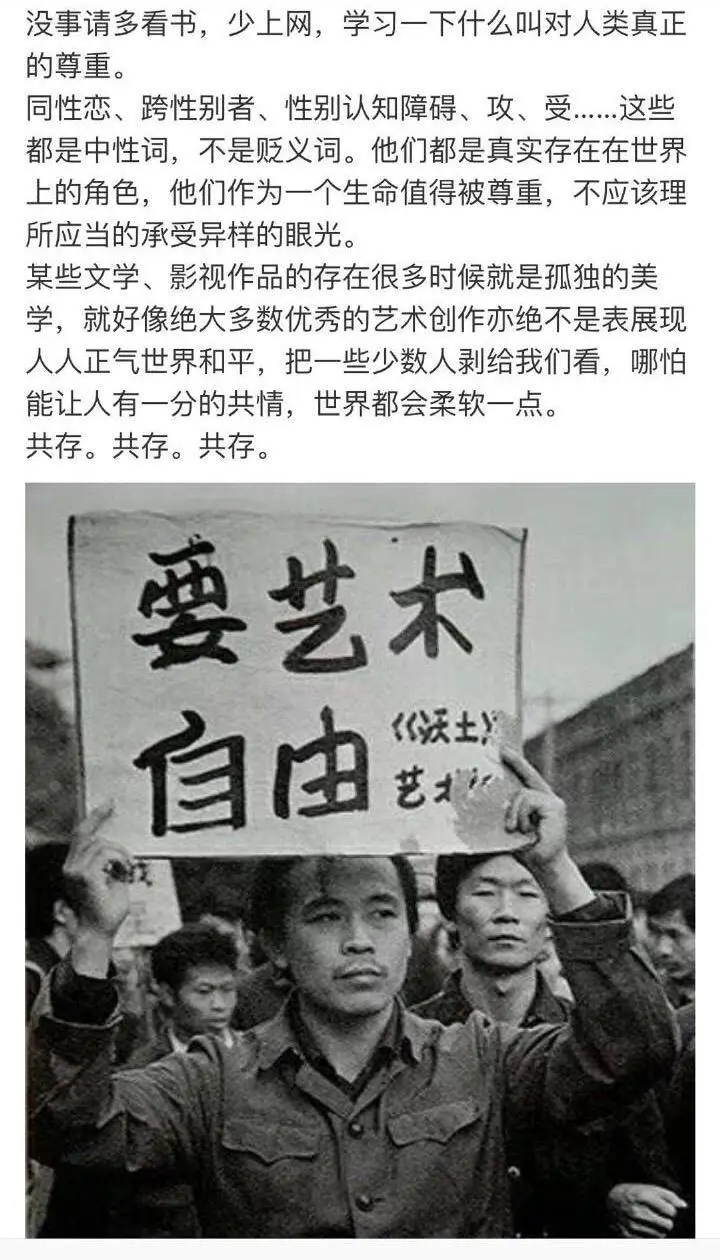 没事请多看书，少上网，学习一下什么叫对人类真正
的尊重。
同性恋、跨性别者、性别认知障碍、攻、受......这些
都是中性词，不是贬义词。他们都是真实存在在世界
上的角色，他们作为一个生命值得被尊重，不应该理
所应当的承受异样的眼光。
某些文学、影视作品的存在很多时候就是孤独的美
学，就好像绝大多数优秀的艺术创作亦绝不是表展现
人人正气世界和平，把一些少数人剥给我们看，哪怕
能让人有一分的共情，世界都会柔软一点。
共存。共存。共存。
要艺术
自由
《沃土》
艺术